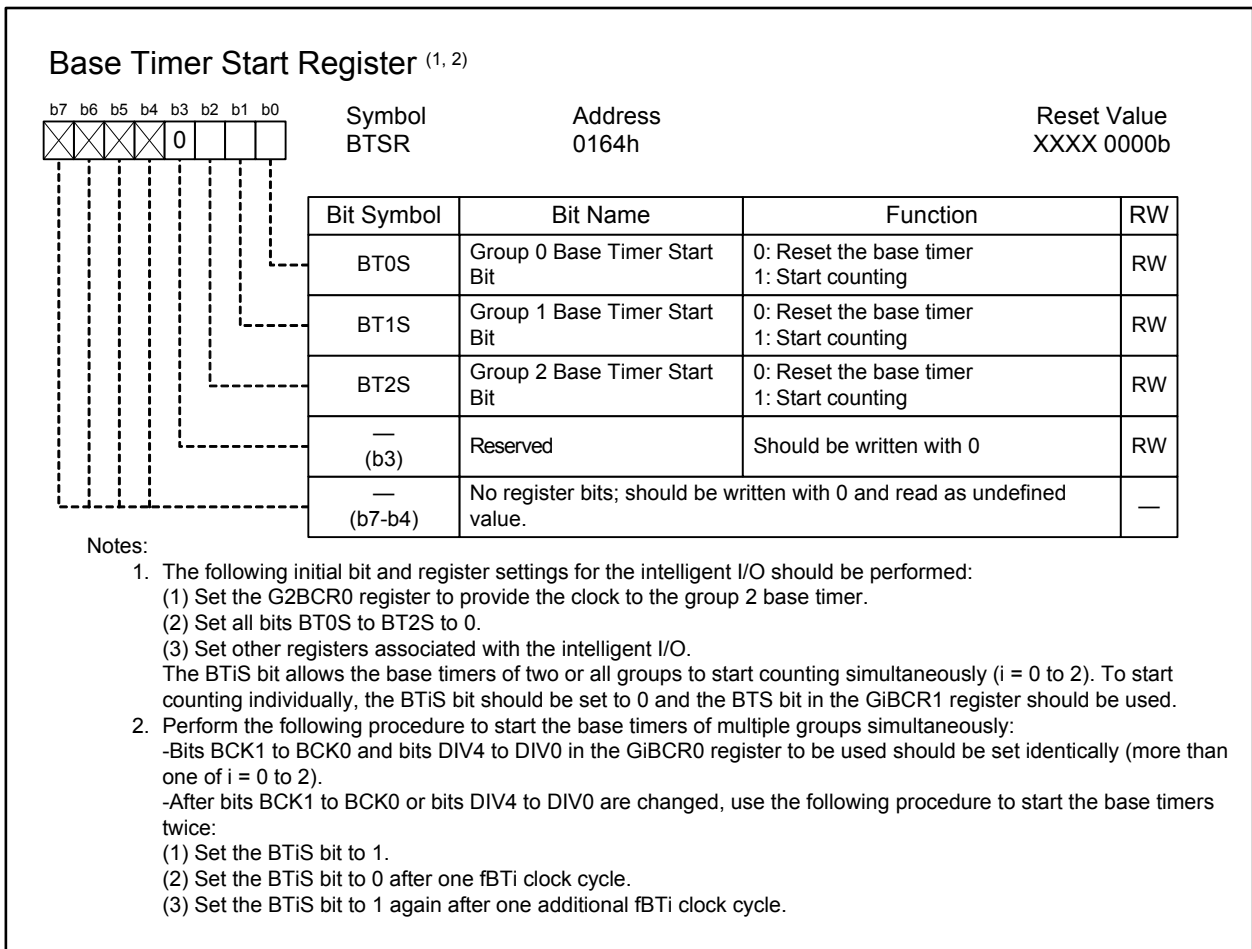 Base Timer Start Register (1, 2)
b7 b6 b5 b4 b3 b2 b1 b0
0
Symbol Address Reset Value
BTSR 0164h XXXX 0000b
Bit Symbol Bit Name Function RW
BT0S Group 0 Base Timer Start Bit 0: Reset the base timer 1: Start counting RW
BT1S Group 1 Base Timer Start Bit 0: Reset the base timer 1: Start counting RW
BT2S Group 2 Base Timer Start Bit 0: Reset the base timer 1: Start counting RW
— (b3) Reserved Should be written with 0 RW
— (b7-b4) No register bits; should be written with 0 and read as undefined value. —
Notes:
1. The following initial bit and register settings for the intelligent I/O should be performed:
(1) Set the G2BCR0 register to provide the clock to the group 2 base timer.
(2) Set all bits BT0S to BT2S to 0.
(3) Set other registers associated with the intelligent I/O.
The BTiS bit allows the base timers of two or all groups to start counting simultaneously (i = 0 to 2). To start
counting individually, the BTiS bit should be set to 0 and the BTS bit in the GiBCR1 register should be used.
2. Perform the following procedure to start the base timers of multiple groups simultaneously:
-Bits BCK1 to BCK0 and bits DIV4 to DIV0 in the GiBCR0 register to be used should be set identically (more than
one of i = 0 to 2).
-After bits BCK1 to BCK0 or bits DIV4 to DIV0 are changed, use the following procedure to start the base timers
twice:
(1) Set the BTiS bit to 1.
(2) Set the BTiS bit to 0 after one fBTi clock cycle.
(3) Set the BTiS bit to 1 again after one additional fBTi clock cycle.